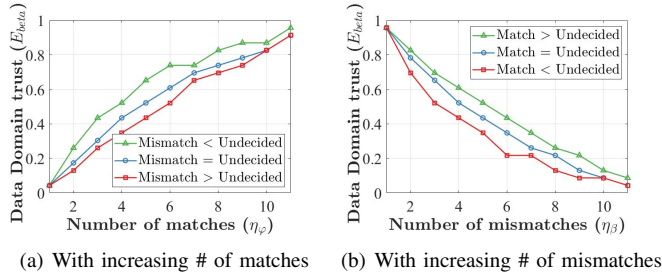 Data Domain trust (E_beta)
1
0.8
0.6
0.4
0.2
0
Mismatch < Undecided
Mismatch = Undecided
Mismatch > Undecided
2 4 6 8 10
Number of matches (η_φ)
(a) With increasing # of matches
Data Domain trust (E_beta)
1
0.8
0.6
0.4
0.2
0
Match > Undecided
Match = Undecided
Match < Undecided
2 4 6 8 10
Number of mismatches (η_β)
(b) With increasing # of mismatches